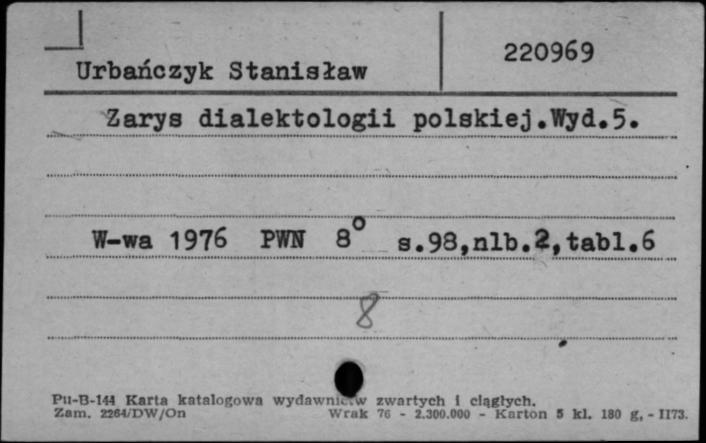 220969
Urbańczyk Stanisław
Zarys dialektologii polskiej.Wyd.5.
W-wa 1976 PWN 8° s.98,nlb.2,tabl.6
8
Pu-B-144 Karta katalogowa wydawnictw zwartych i ciągłych.
Zam. 2264/DW/On Wrak 76 - 2.300.000 - Karton 5 kl. 180 g, - II73.